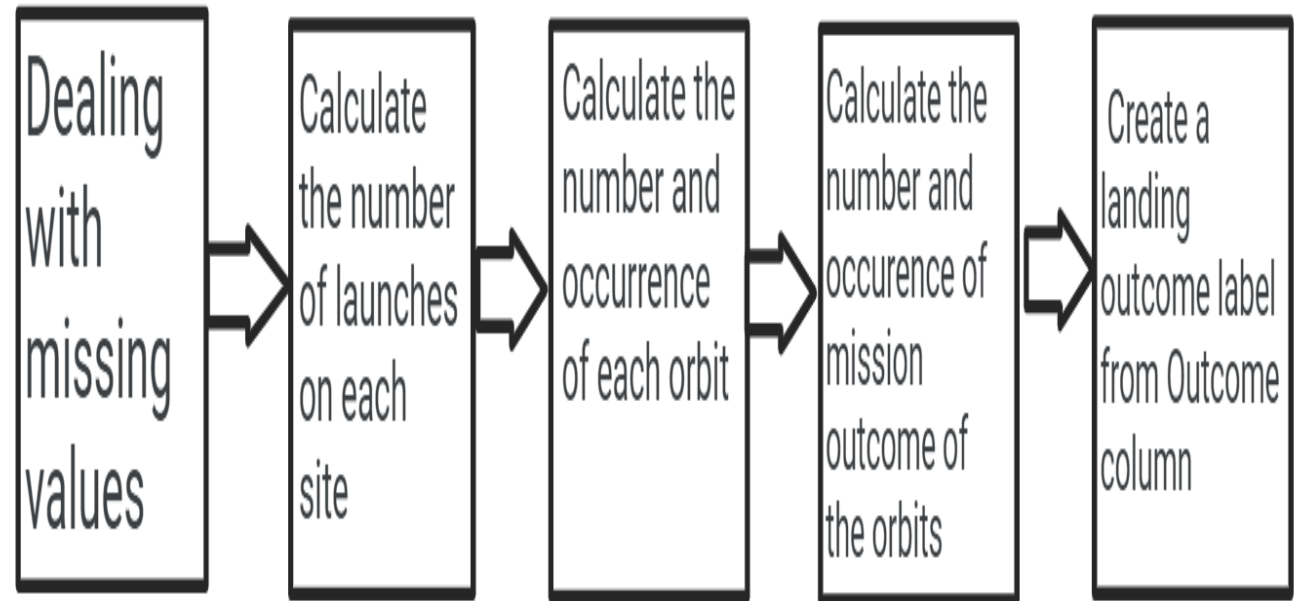 Dealing
with
missing
values
Calculate
the number
of launches
on each
site
Calculate the
number and
occurrence
of each orbit
Calculate the
number and
occurence of
mission
outcome of
the orbits
Create a
landing
outcome label
from Outcome
column